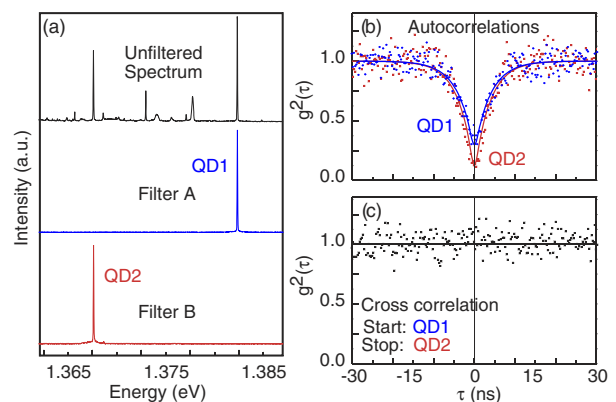 (a)
Unfiltered
Spectrum
QD1
Filter A
QD2
Filter B
Intensity (a.u.)
1.365
1.375
1.385
Energy (eV)
(b)
Autocorrelations
QD1
QD2
1.0
0.5
0.0
g²(τ)
(c)
1.0
0.5
0.0
g²(τ)
Cross correlation
Start: QD1
Stop: QD2
-30
-15
0
15
30
τ (ns)